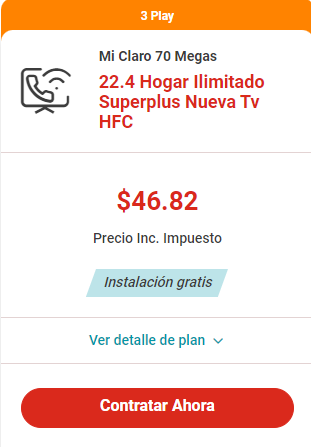 3 Play
Mi Claro 70 Megas
22.4 Hogar Ilimitado
Superplus Nueva Tv
HFC
$46.82
Precio Inc. Impuesto
Instalación gratis
Ver detalle de plan
Contratar Ahora